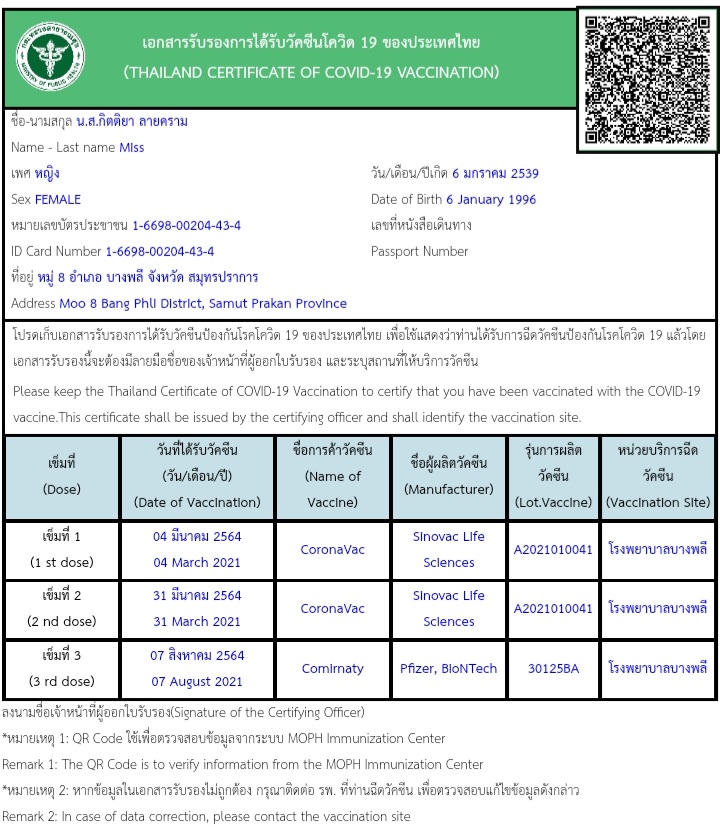 เอกสารรับรองการได้รับวัคซีนโควิด 19 ของประเทศไทย
(THAILAND CERTIFICATE OF COVID-19 VACCINATION)
กระทรวงสาธารณสุข
MINISTRY OF PUBLIC HEALTH
ชื่อ-นามสกุล น.ส.กิตติยา ลายคราม
Name - Last name Miss
เพศ หญิง วัน/เดือน/ปีเกิด 6 มกราคม 2539
Sex FEMALE Date of Birth 6 January 1996
หมายเลขบัตรประชาชน 1-6698-00204-43-4 เลขที่หนังสือเดินทาง
ID Card Number 1-6698-00204-43-4 Passport Number
ที่อยู่ หมู่ 8 อำเภอ บางพลี จังหวัด สมุทรปราการ
Address Moo 8 Bang Phli District, Samut Prakan Province
โปรดเก็บเอกสารรับรองการได้รับวัคซีนป้องกันโรคโควิด 19 ของประเทศไทย เพื่อใช้แสดงว่าท่านได้รับการฉีดวัคซีนป้องกันโรคโควิด 19 แล้วโดย
เอกสารรับรองนี้จะต้องมีลายมือชื่อของเจ้าหน้าที่ผู้ออกใบรับรอง และระบุสถานที่ให้บริการวัคซีน
Please keep the Thailand Certificate of COVID-19 Vaccination to certify that you have been vaccinated with the COVID-19
vaccine.This certificate shall be issued by the certifying officer and shall identify the vaccination site.
เข็มที่ (Dose)
วันที่ได้รับวัคซีน (วัน/เดือน/ปี) (Date of Vaccination)
ชื่อการค้าวัคซีน (Name of Vaccine)
ชื่อผู้ผลิตวัคซีน (Manufacturer)
รุ่นการผลิตวัคซีน (Lot.Vaccine)
หน่วยบริการฉีดวัคซีน (Vaccination Site)
เข็มที่ 1 04 มีนาคม 2564 Sinovac Life
(1 st dose) 04 March 2021 CoronaVac Sciences A2021010041 โรงพยาบาลบางพลี
เข็มที่ 2 31 มีนาคม 2564 Sinovac Life
(2 nd dose) 31 March 2021 CoronaVac Sciences A2021010041 โรงพยาบาลบางพลี
เข็มที่ 3 07 สิงหาคม 2564
(3 rd dose) 07 August 2021 Comirnaty Pfizer, BioNTech 30125BA โรงพยาบาลบางพลี
ลงนามชื่อเจ้าหน้าที่ผู้ออกใบรับรอง(Signature of the Certifying Officer)
*หมายเหตุ 1: QR Code ใช้เพื่อตรวจสอบข้อมูลจากระบบ MOPH Immunization Center
Remark 1: The QR Code is to verify information from the MOPH Immunization Center
*หมายเหตุ 2: หากข้อมูลในเอกสารรับรองไม่ถูกต้อง กรุณาติดต่อ รพ. ที่ท่านฉีดวัคซีน เพื่อตรวจสอบแก้ไขข้อมูลดังกล่าว
Remark 2: In case of data correction, please contact the vaccination site